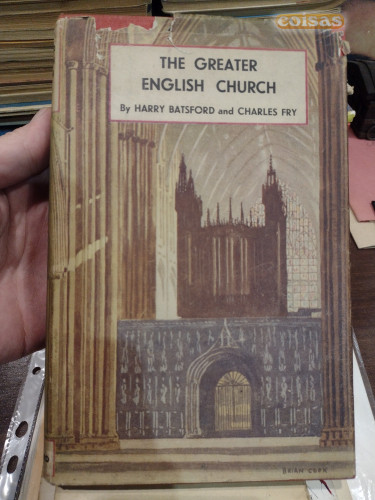 coisas
THE GREATER
ENGLISH CHURCH
By HARRY BATSFORD and CHARLES FRY
BRIAN COOK